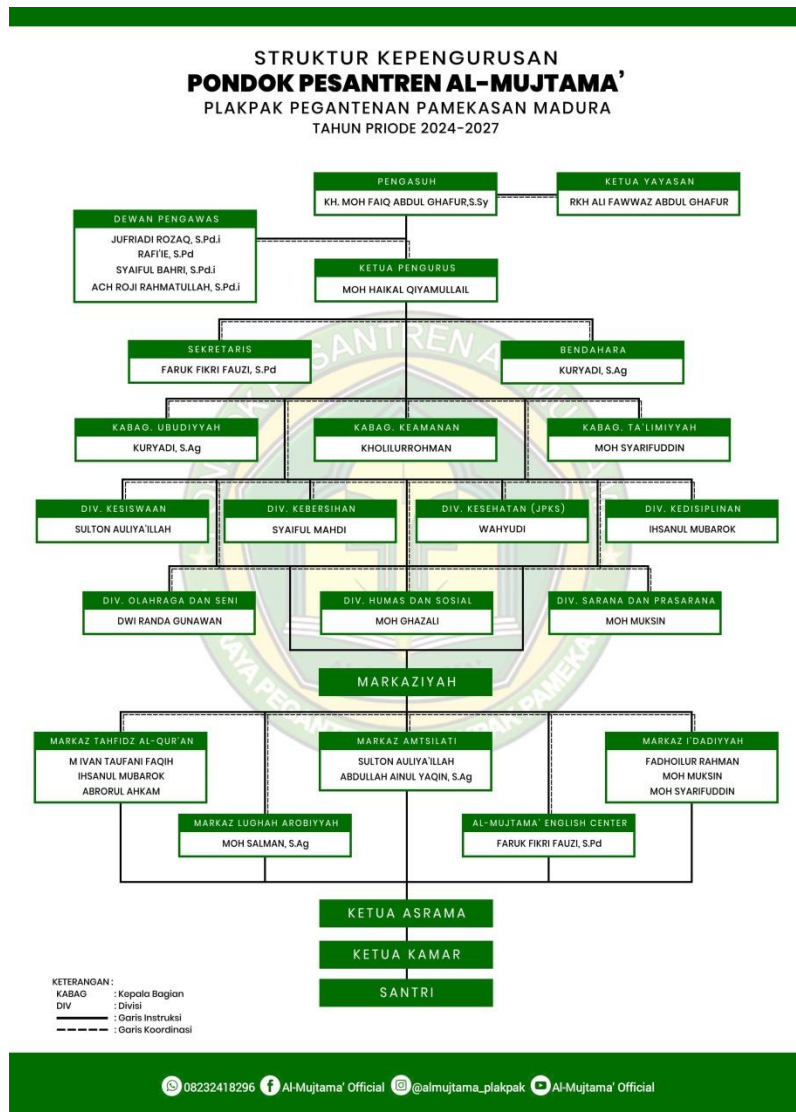 STRUKTUR KEPENGURUSAN
PONDOK PESANTREN AL-MUJTAMA’
PLAKPAK PEGANTENAN PAMEKASAN MADURA
TAHUN PRIODE 2024-2027
PENGASUH
KH. MOH FAIQ ABDUL GHAFUR,S.Sy
KETUA YAYASAN
RKH ALI FAWWAZ ABDUL GHAFUR
DEWAN PENGAWAS
JUFRIADI ROZAQ, S.Pd.i
RAFI'IE, S.Pd
SYAIFUL BAHRI, S.Pd.i
ACH ROJI RAHMATULLAH, S.Pd.i
KETUA PENGURUS
MOH HAIKAL QIYAMULLAIL
SEKRETARIS
FARUK FIKRI FAUZI, S.Pd
BENDAHARA
KURYADI, S.Ag
KABAG. UBUDIYYAH
KURYADI, S.Ag
KABAG. KEAMANAN
KHOLILURROHMAN
KABAG. TA'LIMIYYAH
MOH SYARIFUDDIN
DIV. KESISWAAN
SULTON AULIYA'ILLAH
DIV. KEBERSIHAN
SYAIFUL MAHDI
DIV. KESEHATAN (JPKS)
WAHYUDI
DIV. KEDISIPLINAN
IHSANUL MUBAROK
DIV. OLAHRAGA DAN SENI
DWI RANDA GUNAWAN
DIV. HUMAS DAN SOSIAL
MOH GHAZALI
DIV. SARANA DAN PRASARANA
MOH MUKSIN
MARKAZIYAH
MARKAZ TAHFIDZ AL-QUR'AN
M IVAN TAUFANI FAQIH
IHSANUL MUBAROK
ABRORUL AHKAM
MARKAZ AMTSILATI
SULTON AULIYA'ILLAH
ABDULLAH AINUL YAQIN, S.Ag
MARKAZ I'DADIYYAH
FADHOILUR RAHMAN
MOH MUKSIN
MOH SYARIFUDDIN
MARKAZ LUGHAH AROBIYYAH
MOH SALMAN, S.Ag
AL-MUJTAMA' ENGLISH CENTER
FARUK FIKRI FAUZI, S.Pd
KETUA ASRAMA
KETUA KAMAR
SANTRI
KETERANGAN :
KABAG : Kepala Bagian
DIV : Divisi
: Garis Instruksi
: Garis Koordinasi
08232418296 Al-Mujtama' Official @almujtama_plakpak Al-Mujtama' Official